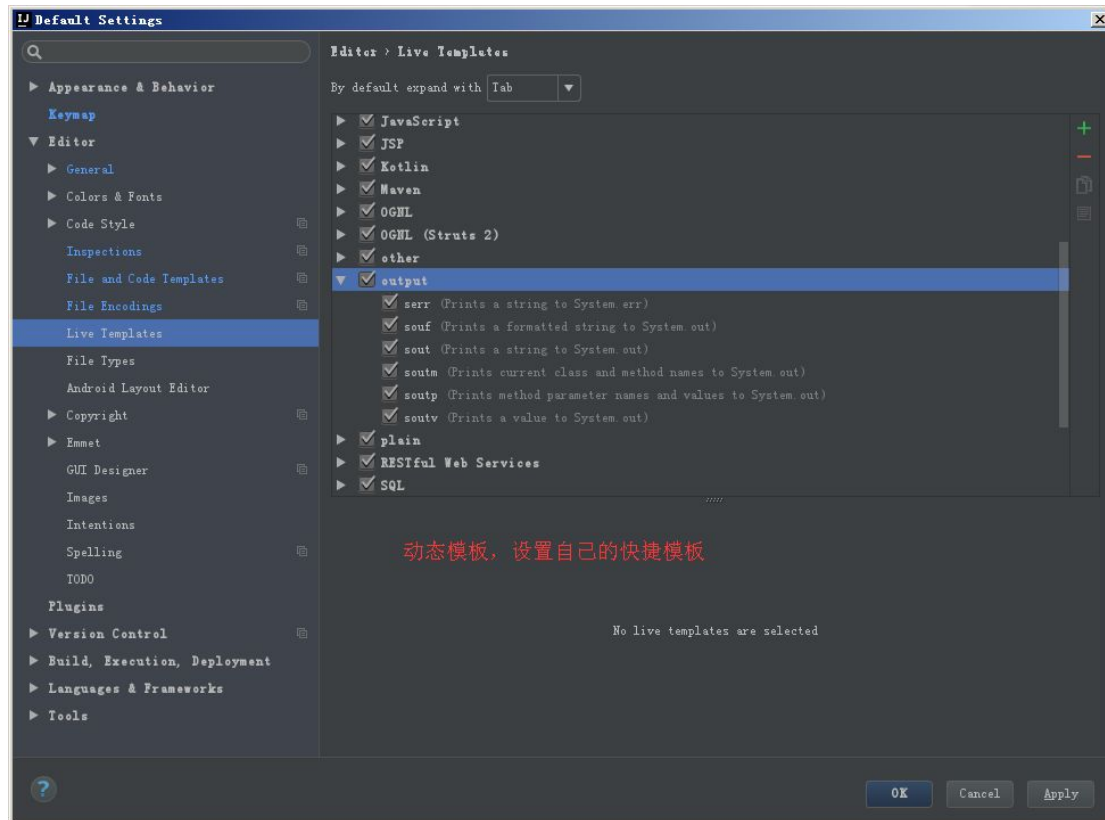 Default Settings
Appearance & Behavior
Keymap
Editor
General
Colors & Fonts
Code Style
Inspections
File and Code Templates
File Encodings
Live Templates
File Types
Android Layout Editor
Copyright
Emmet
GUI Designer
Images
Intentions
Spelling
TODO
Plugins
Version Control
Build, Execution, Deployment
Languages & Frameworks
Tools
Editor › Live Templates
By default expand with Tab
JavaScript
JSP
Kotlin
Maven
OGNL
OGNL (Struts 2)
other
output
serr (Prints a string to System.err)
souf (Prints a formatted string to System.out)
sout (Prints a string to System.out)
soutm (Prints current class and method names to System.out)
soutp (Prints method parameter names and values to System.out)
soutv (Prints a value to System.out)
plain
RESTful Web Services
SQL
动态模板，设置自己的快捷模板
No live templates are selected
?
OK Cancel Apply